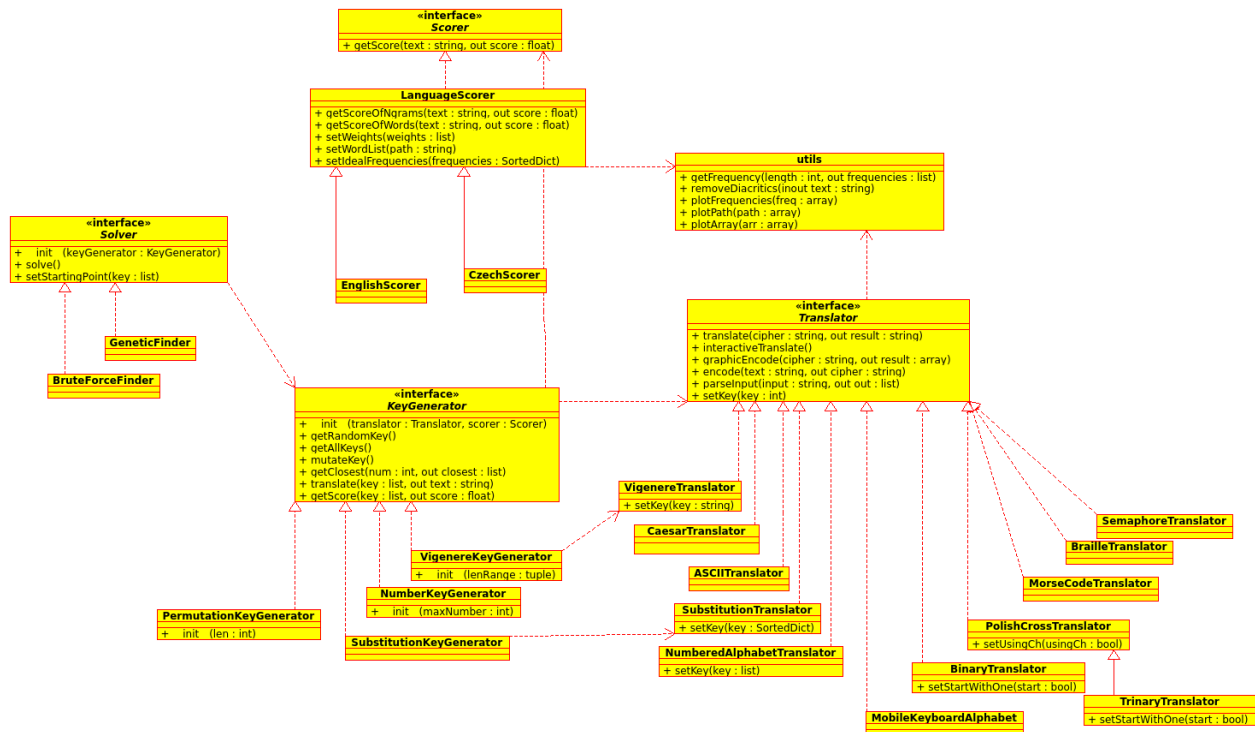 «interface»
Scorer
+ getScore(text : string, out score : float)
LanguageScorer
+ getScoreOfNgrams(text : string, out score : float)
+ getScoreOfWords(text : string, out score : float)
+ setWeights(weights : list)
+ setWordList(path : string)
+ setIdealFrequencies(frequencies : SortedDict)
utils
+ getFrequency(length : int, out frequencies : list)
+ removeDiacritics(inout text : string)
+ plotFrequencies(freq : array)
+ plotPath(path : array)
+ plotArray(arr : array)
«interface»
Solver
+ init (keyGenerator : KeyGenerator)
+ solve()
+ setStartingPoint(key : list)
EnglishScorer
CzechScorer
GeneticFinder
BruteForceFinder
«interface»
Translator
+ translate(cipher : string, out result : string)
+ interactiveTranslate()
+ graphicEncode(cipher : string, out result : array)
+ encode(text : string, out cipher : string)
+ parseInput(input : string, out out : list)
+ setKey(key : int)
«interface»
KeyGenerator
+ init (translator : Translator, scorer : Scorer)
+ getRandomKey()
+ getAllKeys()
+ mutateKey()
+ getClosest(num : int, out closest : list)
+ translate(key : list, out text : string)
+ getScore(key : list, out score : float)
VigenereTranslator
+ setKey(key : string)
CaesarTranslator
SemaphoreTranslator
BrailleTranslator
VigenereKeyGenerator
+ init (lenRange : tuple)
ASCIITranslator
MorseCodeTranslator
NumberKeyGenerator
+ init (maxNumber : int)
PermutationKeyGenerator
+ init (len : int)
SubstitutionTranslator
+ setKey(key : SortedDict)
PolishCrossTranslator
+ setUsingCh(usingCh : bool)
SubstitutionKeyGenerator
NumberedAlphabetTranslator
+ setKey(key : list)
BinaryTranslator
+ setStartWithOne(start : bool)
TrinaryTranslator
+ setStartWithOne(start : bool)
MobileKeyboardAlphabet